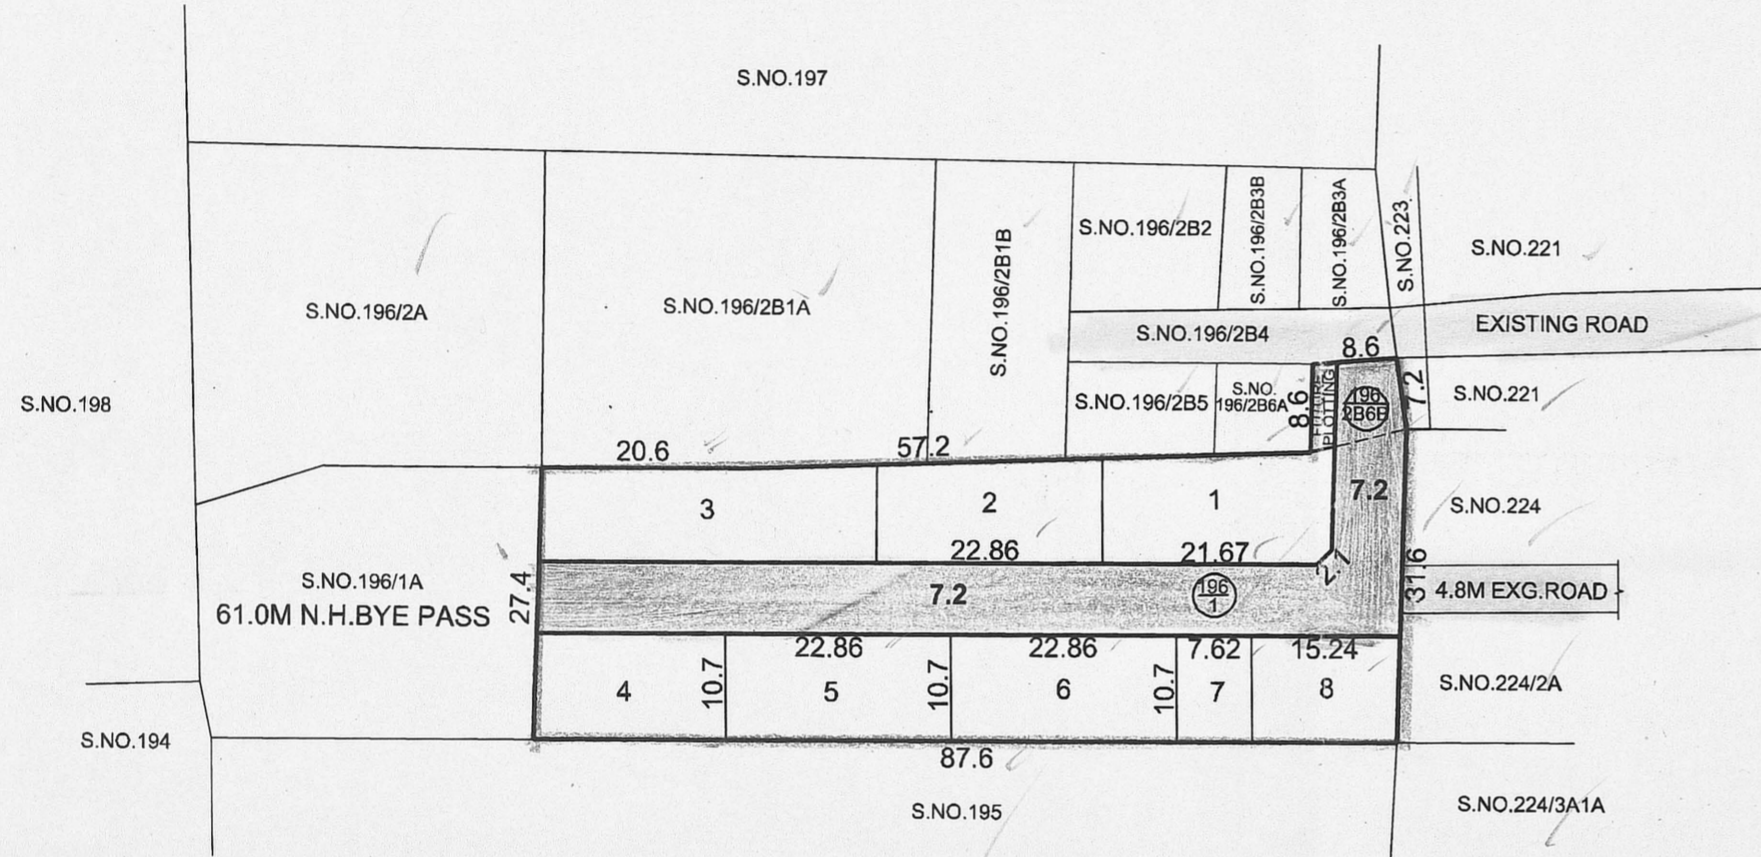 S.NO.197
S.NO.196/2B2
S.NO.196/2B3B
S.NO.196/2B3A
S.NO.223
S.NO.221
S.NO.196/2A
S.NO.196/2B1A
S.NO.196/2B1B
S.NO.196/2B4
EXISTING ROAD
8.6
S.NO.198
S.NO.196/2B5
S.NO.
196/2B6A
8.6
FUTURE
PLOTTING
196
2B6B
7.2
S.NO.221
20.6
57.2
3
2
1
7.2
S.NO.224
22.86
21.67
2.7
S.NO.196/1A
61.0M N.H.BYE PASS
27.4
7.2
196
1
31.6
4.8M EXG.ROAD
22.86
22.86
7.62
15.24
4
10.7
5
10.7
6
10.7
7
8
S.NO.224/2A
S.NO.194
87.6
S.NO.195
S.NO.224/3A1A